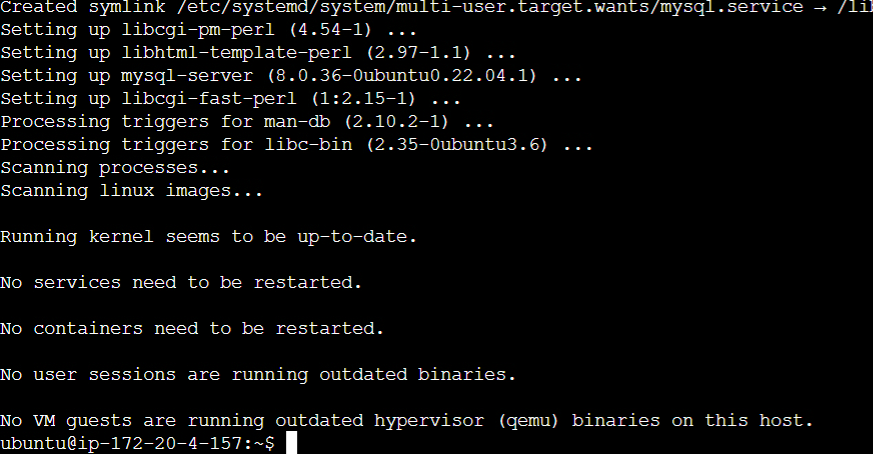 Created symlink /etc/systemd/system/multi-user.target.wants/mysql.service → /lib
Setting up libcgi-pm-perl (4.54-1) ...
Setting up libhtml-template-perl (2.97-1.1) ...
Setting up mysql-server (8.0.36-0ubuntu0.22.04.1) ...
Setting up libcgi-fast-perl (1:2.15-1) ...
Processing triggers for man-db (2.10.2-1) ...
Processing triggers for libc-bin (2.35-0ubuntu3.6) ...
Scanning processes...
Scanning linux images...
Running kernel seems to be up-to-date.
No services need to be restarted.
No containers need to be restarted.
No user sessions are running outdated binaries.
No VM guests are running outdated hypervisor (qemu) binaries on this host.
ubuntu@ip-172-20-4-157:~$